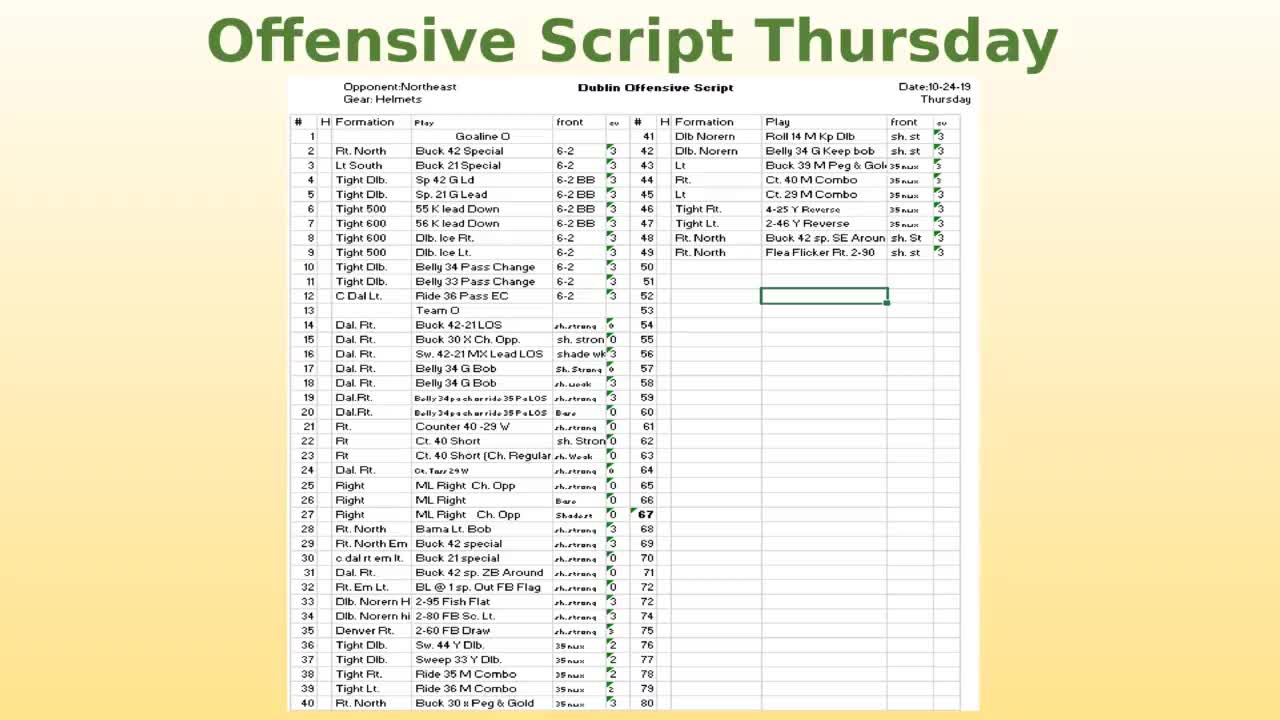 Offensive Script Thursday
Opponent:Northeast Dublin Offensive Script Date:10-24-19
Gear: Helmets Thursday
# H Formation Play front cv # H Formation Play front cv
1 Goaline O 41 Dlb Norern Roll 14 M Kp Dlb sh. st 3
2 Rt. North Buck 42 Special 6-2 3 42 Dlb. Norern Belly 34 G Keep bob sh. st 3
3 Lt South Buck 21 Special 6-2 3 43 Lt Buck 39 M Peg & Gol 35 nux 3
4 Tight Dlb. Sp 42 G Ld 6-2 BB 3 44 Rt. Ct. 40 M Combo 35 nux 3
5 Tight Dlb. Sp. 21 G Lead 6-2 BB 3 45 Lt Ct. 29 M Combo 35 nux 3
6 Tight 500 55 K lead Down 6-2 BB 3 46 Tight Rt. 4-25 Y Reverse 35 nux 3
7 Tight 600 56 K lead Down 6-2 BB 3 47 Tight Lt. 2-46 Y Reverse 35 nux 3
8 Tight 600 Dlb. Ice Rt. 6-2 3 48 Rt. North Buck 42 sp. SE Aroun sh. St 3
9 Tight 500 Dlb. Ice Lt. 6-2 3 49 Rt. North Flea Flicker Rt. 2-90 sh. st 3
10 Tight Dlb. Belly 34 Pass Change 6-2 3 50
11 Tight Dlb. Belly 33 Pass Change 6-2 3 51
12 C Dal Lt. Ride 36 Pass EC 6-2 3 52
13 Team O 53
14 Dal. Rt. Buck 42-21 LOS sh.strong 0 54
15 Dal. Rt. Buck 30 X Ch. Opp. sh. stron 0 55
16 Dal. Rt. Sw. 42-21 MX Lead LOS shade wk 3 56
17 Dal. Rt. Belly 34 G Bob Sh. Strong 0 57
18 Dal. Rt. Belly 34 G Bob sh. weak 3 58
19 Dal.Rt. Belly 34 pa char ride 35 Pa LOS sh.strong 3 59
20 Dal.Rt. Belly 34 pa char ride 35 Pa LOS Bare 0 60
21 Rt. Counter 40 -29 W sh.strong 0 61
22 Rt Ct. 40 Short sh. Stron 0 62
23 Rt Ct. 40 Short (Ch. Regular sh. Weak 0 63
24 Dal. Rt. Ct. Toss 29 W sh.strong 0 64
25 Right ML Right Ch. Opp sh.strong 0 65
26 Right ML Right Bare 0 66
27 Right ML Right Ch. Opp Shadest 0 67
28 Rt. North Bama Lt. Bob sh.strong 3 68
29 Rt. North Em Buck 42 special sh.strong 3 69
30 c dal rt em lt. Buck 21 special sh.strong 0 70
31 Dal. Rt. Buck 42 sp. ZB Around sh.strong 0 71
32 Rt. Em Lt. BL @ 1 sp. Out FB Flag sh.strong 0 72
33 Dlb. Norern H 2-95 Fish Flat sh.strong 3 72
34 Dlb. Norern hi 2-80 FB Sc. Lt. sh.strong 3 74
35 Denver Rt. 2-60 FB Draw sh.strong 3 75
36 Tight Dlb. Sw. 44 Y Dlb. 35 nux 2 76
37 Tight Dlb. Sweep 33 Y Dlb. 35 nux 2 77
38 Tight Rt. Ride 35 M Combo 35 nux 2 78
39 Tight Lt. Ride 36 M Combo 35 nux 2 79
40 Rt. North Buck 30 x Peg & Gold 35 nux 3 80